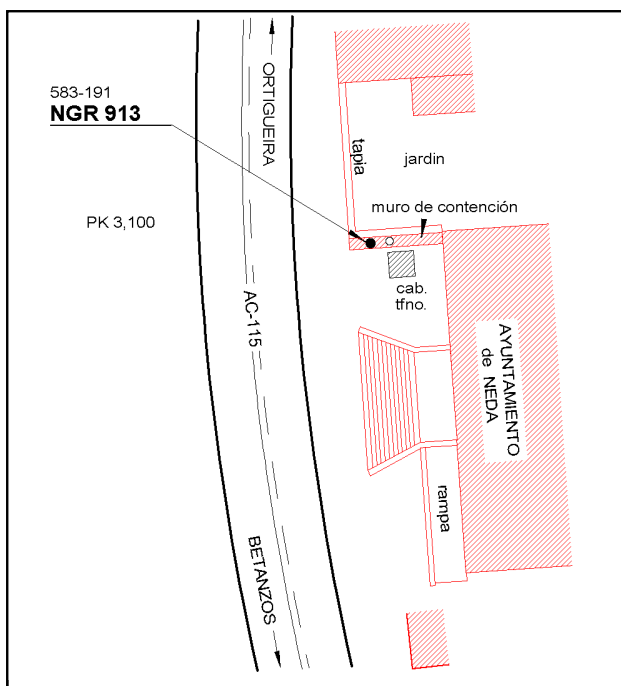 ORTIGUEIRA
583-191
NGR 913
tapia
jardin
muro de contención
PK 3,100
cab.
tfno.
AC-115
AYUNTAMIENTO
de NEDA
rampa
BETANZOS